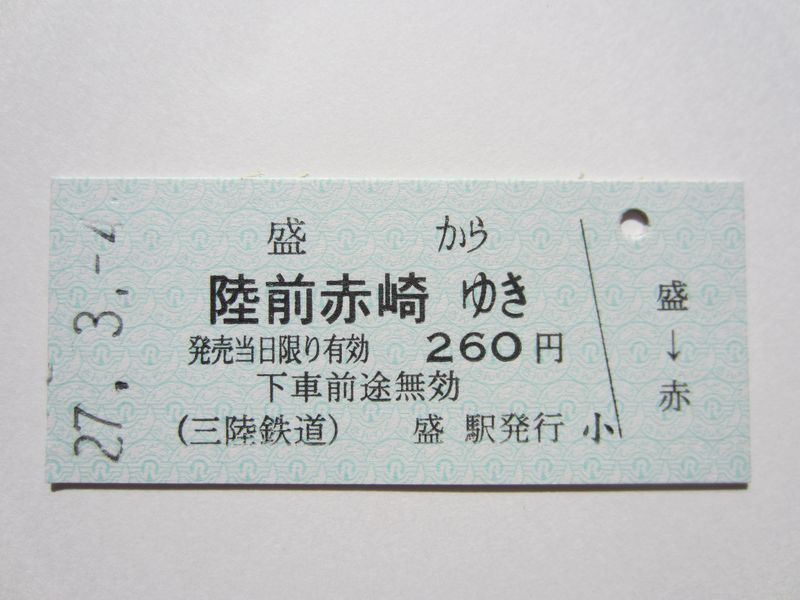 盛 から
陸前赤崎 ゆき
発売当日限り有効 260円
下車前途無効
(三陸鉄道) 盛 駅発行 小
盛
↓
赤
27.. 3. -